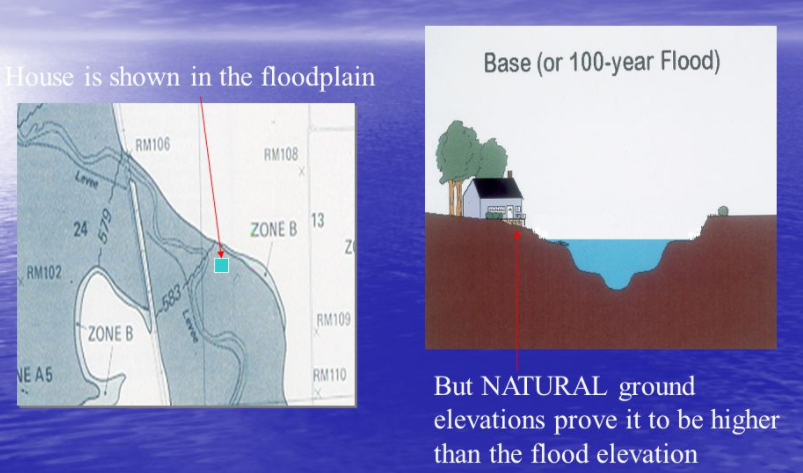 House is shown in the floodplain
RM106
RM108
Levee
24
579
ZONE B
13
RM102
583
Levee
RM109
ZONE B
NE A5
RM110
Base (or 100-year Flood)
But NATURAL ground
elevations prove it to be higher
than the flood elevation